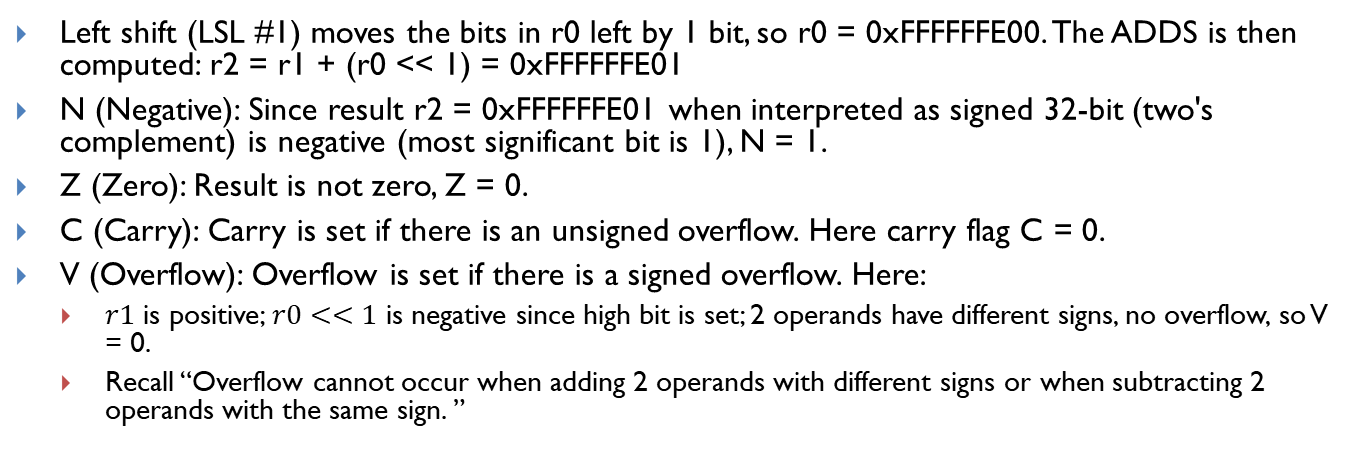 Left shift (LSL #1) moves the bits in r0 left by 1 bit, so r0 = 0xFFFFFFE00. The ADDS is then
computed: r2 = r1 + (r0 << 1) = 0xFFFFFFE01
N (Negative): Since result r2 = 0xFFFFFFE01 when interpreted as signed 32-bit (two's
complement) is negative (most significant bit is 1), N = 1.
Z (Zero): Result is not zero, Z = 0.
C (Carry): Carry is set if there is an unsigned overflow. Here carry flag C = 0.
V (Overflow): Overflow is set if there is a signed overflow. Here:
r1 is positive; r0 << 1 is negative since high bit is set; 2 operands have different signs, no overflow, so V
= 0.
Recall “Overflow cannot occur when adding 2 operands with different signs or when subtracting 2
operands with the same sign. ”